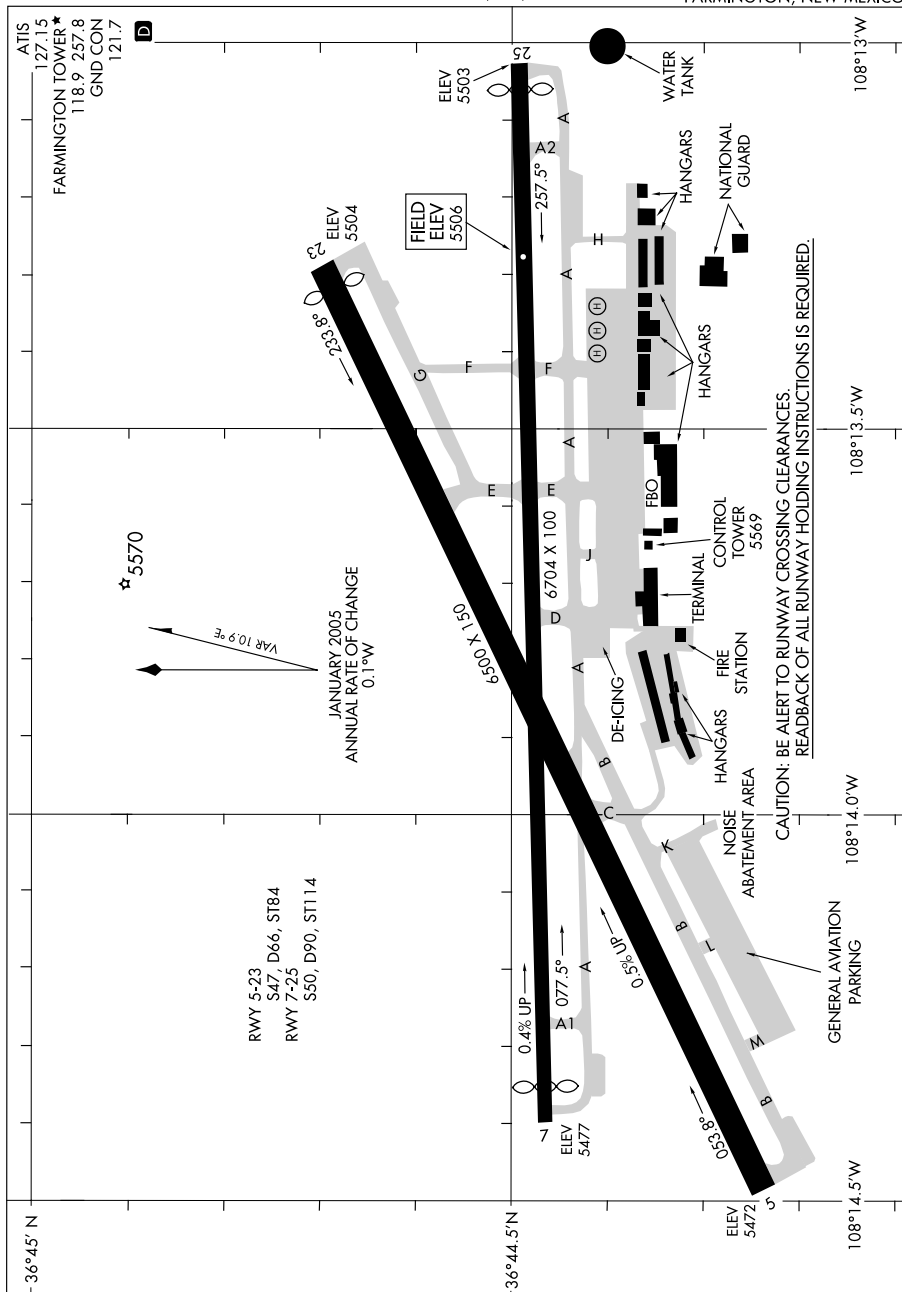 FARMINGTON, NEW MEXICO
ATIS
127.15
FARMINGTON TOWER★
118.9 257.8
GND CON
121.7
D
5570
VAR 10.9° E
JANUARY 2005
ANNUAL RATE OF CHANGE
0.1°W
RWY 5-23
S47, D66, ST84
RWY 7-25
S50, D90, ST114
23
ELEV
5504
233.8°
G
F
E
6500 X 150
FIELD
ELEV
5506
ELEV
5503
25
257.5°
A2
A
A
A
A
A
F
E
H
H
H
H
J
D
6704 X 100
0.4% UP
077.5°
A1
7
ELEV
5477
B
C
0.5% UP
053.8°
B
B
K
L
M
5
ELEV
5472
WATER
TANK
HANGARS
NATIONAL
GUARD
HANGARS
FBO
CONTROL
TOWER
5569
TERMINAL
FIRE
STATION
DE-ICING
HANGARS
NOISE
ABATEMENT AREA
GENERAL AVIATION
PARKING
CAUTION: BE ALERT TO RUNWAY CROSSING CLEARANCES.
READBACK OF ALL RUNWAY HOLDING INSTRUCTIONS IS REQUIRED.
36°45' N
36°44.5'N
108°14.5'W
108°14.0'W
108°13.5'W
108°13'W